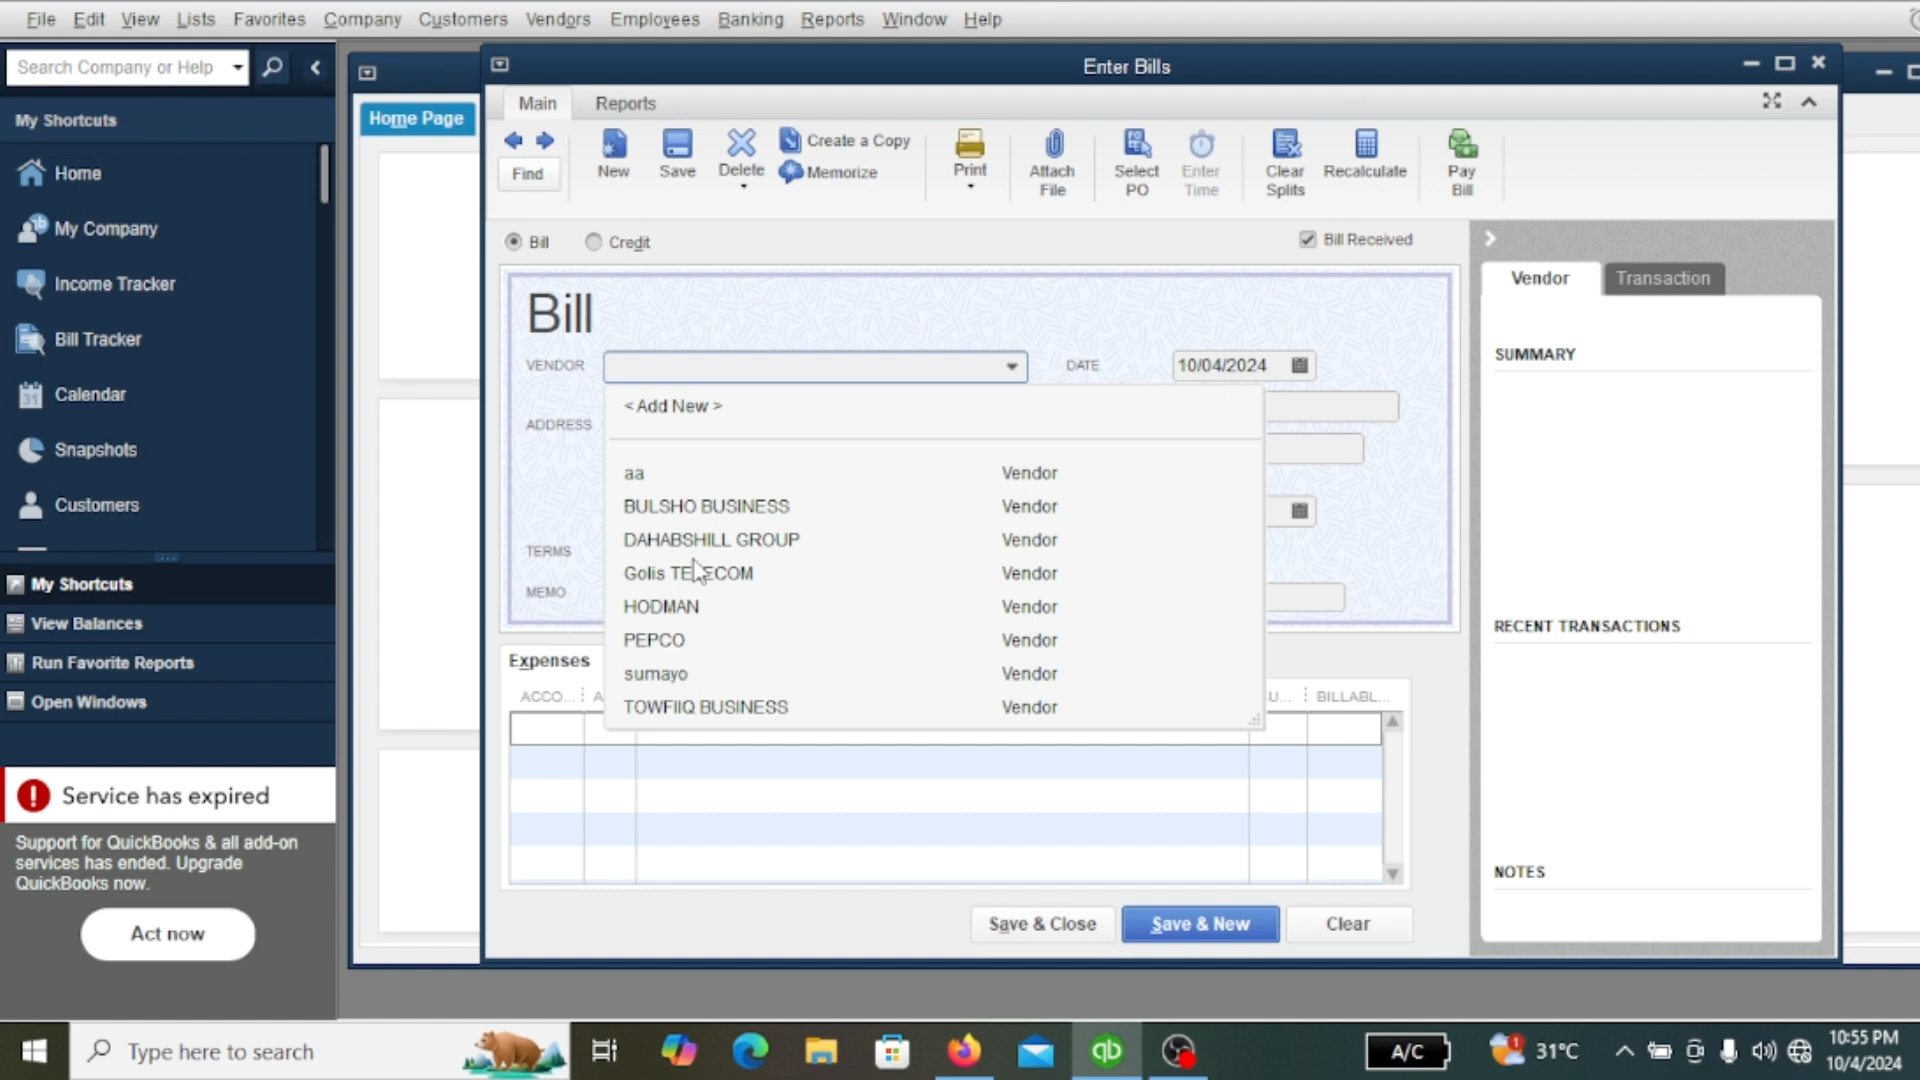 File Edit View Lists Favorites Company Customers Vendors Employees Banking Reports Window Help
Search Company or Help
Enter Bills
Main Reports
My Shortcuts
Home Page
Find
New
Save
Delete
Create a Copy
Memorize
Print
Attach
File
Select
PO
Enter
Time
Clear
Splits
Recalculate
Pay
Bill
Home
My Company
Income Tracker
Bill Tracker
31
Calendar
Snapshots
Customers
Bill Credit Bill Received
Vendor Transaction
Bill
VENDOR DATE 10/04/2024
ADDRESS
< Add New >
aa Vendor
BULSHO BUSINESS Vendor
DAHABSHILL GROUP Vendor
Golis TELECOM Vendor
HODMAN Vendor
PEPCO Vendor
sumayo Vendor
TOWFIIQ BUSINESS Vendor
TERMS
MEMO
Expenses
ACCO... A U... BILLABL...
SUMMARY
RECENT TRANSACTIONS
NOTES
My Shortcuts
View Balances
Run Favorite Reports
Open Windows
Service has expired
Support for QuickBooks & all add-on
services has ended. Upgrade
QuickBooks now.
Act now
Save & Close Save & New Clear
Type here to search
qb
A/C
1
31°C
10:55 PM
10/4/2024